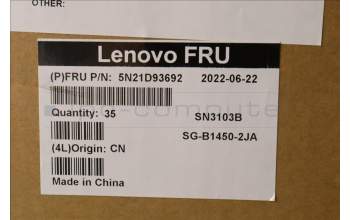 OTHER:
Lenovo FRU
(P)FRU P/N: 5N21D93692 2022-06-22
Quantity: 35 SN3103B
SG-B1450-2JA
(4L)Origin: CN
Made in China